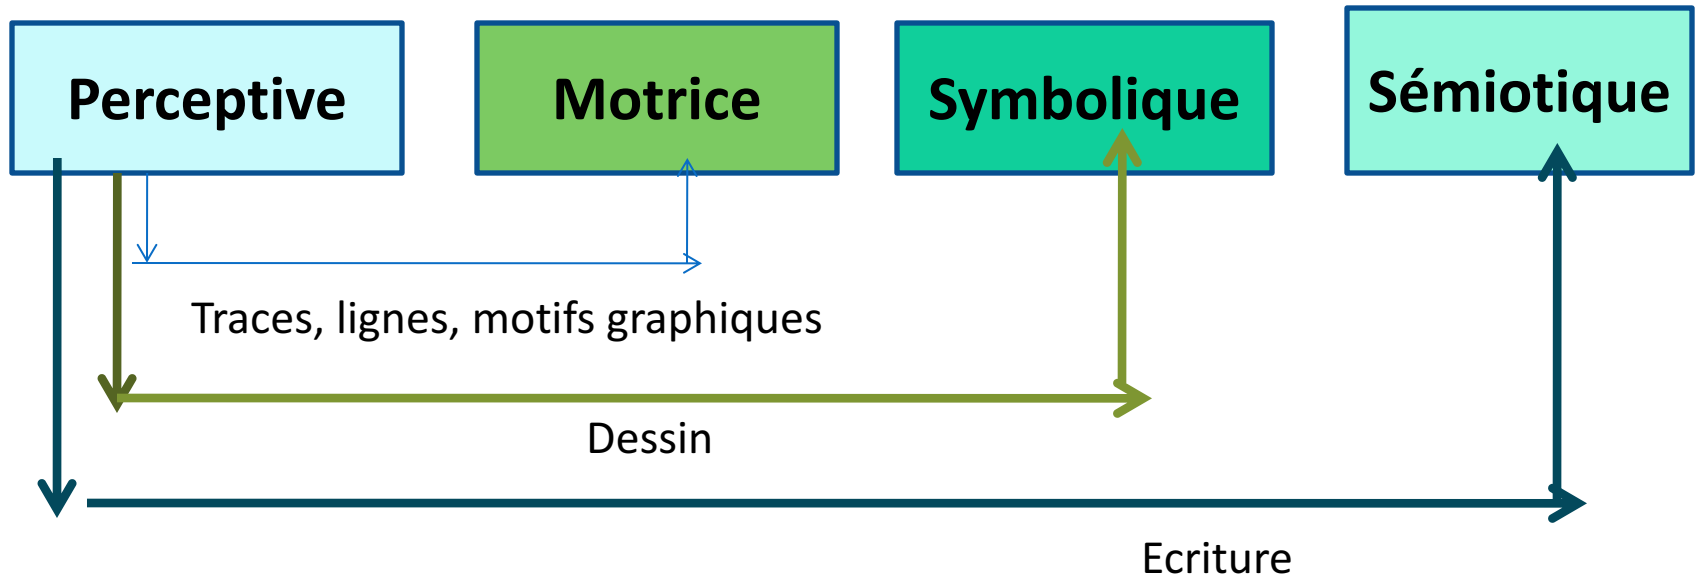 Perceptive
Motrice
Symbolique
Sémiotique
Traces, lignes, motifs graphiques
Dessin
Ecriture